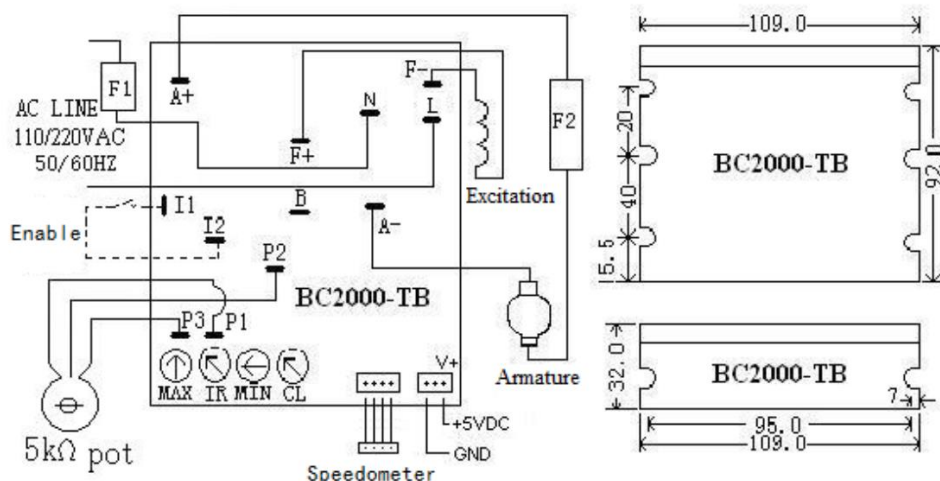 F1
AC LINE
110/220VAC
50/60HZ
A+
F+
N
F-
L
F2
Excitation
I1
Enable
I2
B
A-
P2
BC2000-TB
P3
P1
MAX
IR
MIN
CL
V+
Armature
+5VDC
GND
5kΩ pot
Speedometer
109.0
20
40
15.5
92.0
BC2000-TB
32.0
BC2000-TB
7
95.0
109.0